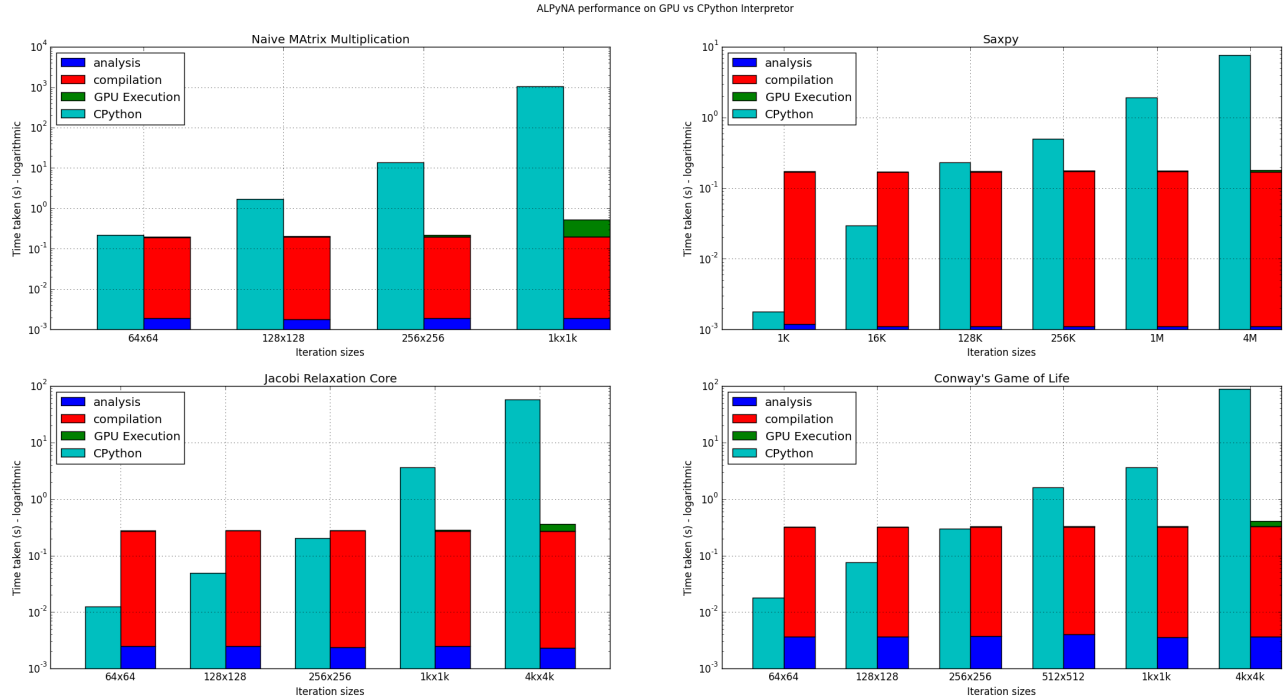 ALPyNA performance on GPU vs CPython Interpretor
Naive MAtrix Multiplication
Time taken (s) - logarithmic
10^4
10^3
10^2
10^1
10^0
10^-1
10^-2
10^-3
analysis
compilation
GPU Execution
CPython
64x64 128x128 256x256 1kx1k
Iteration sizes
Saxpy
Time taken (s) - logarithmic
10^1
10^0
10^-1
10^-2
10^-3
analysis
compilation
GPU Execution
CPython
1K 16K 128K 256K 1M 4M
Iteration sizes
Jacobi Relaxation Core
Time taken (s) - logarithmic
10^2
10^1
10^0
10^-1
10^-2
10^-3
analysis
compilation
GPU Execution
CPython
64x64 128x128 256x256 1kx1k 4kx4k
Iteration sizes
Conway's Game of Life
Time taken (s) - logarithmic
10^2
10^1
10^0
10^-1
10^-2
10^-3
analysis
compilation
GPU Execution
CPython
64x64 128x128 256x256 512x512 1kx1k 4kx4k
Iteration sizes